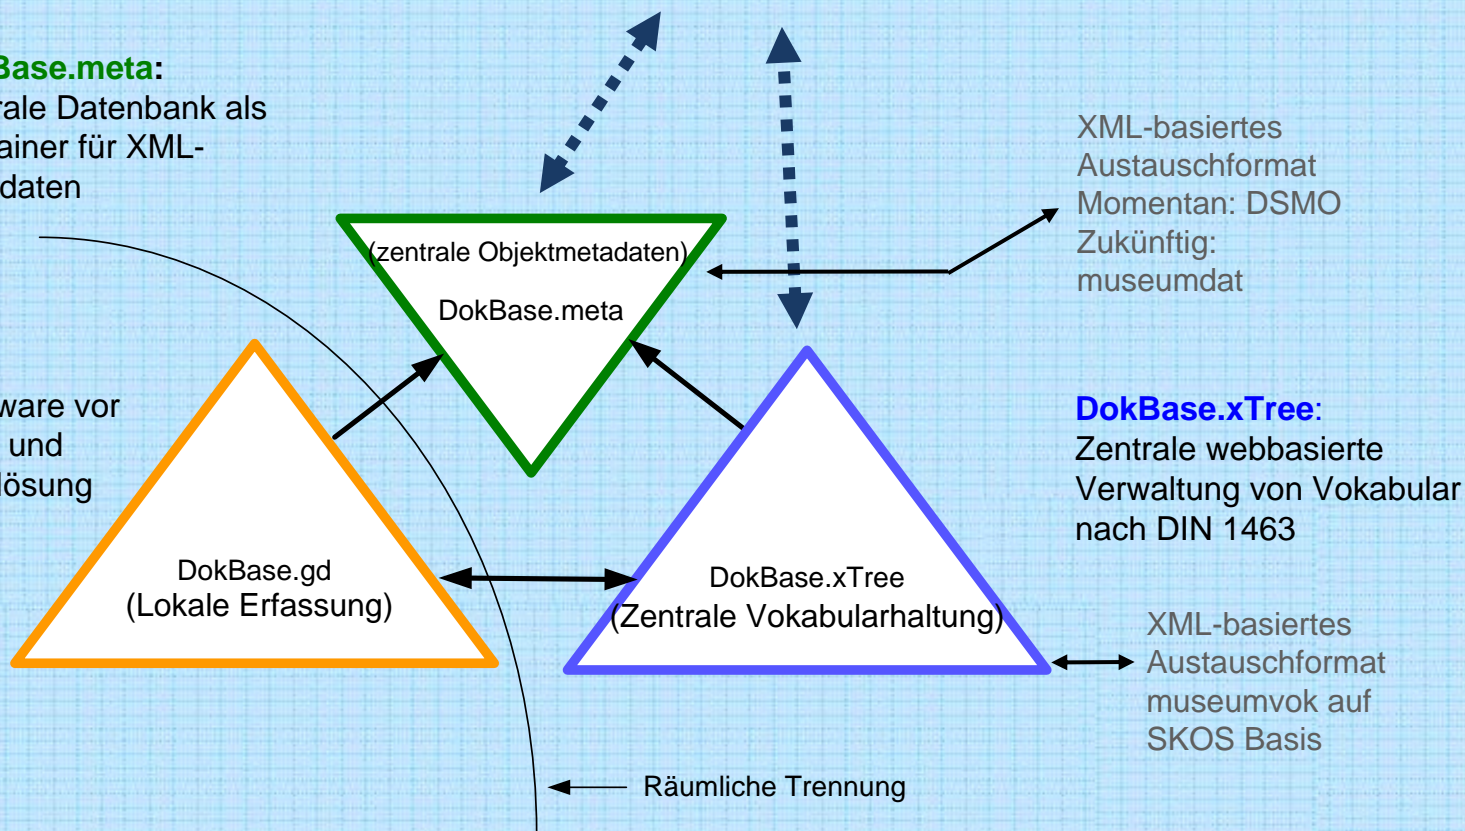 Base.meta:
rale Datenbank als
ainer für XML-
daten
XML-basiertes
Austauschformat
Momentan: DSMO
Zukünftig:
museumdat
(zentrale Objektmetadaten)
DokBase.meta
ware vor
und
lösung
DokBase.xTree:
Zentrale webbasierte
Verwaltung von Vokabular
nach DIN 1463
DokBase.gd
(Lokale Erfassung)
DokBase.xTree
(Zentrale Vokabularhaltung)
XML-basiertes
Austauschformat
museumvok auf
SKOS Basis
Räumliche Trennung